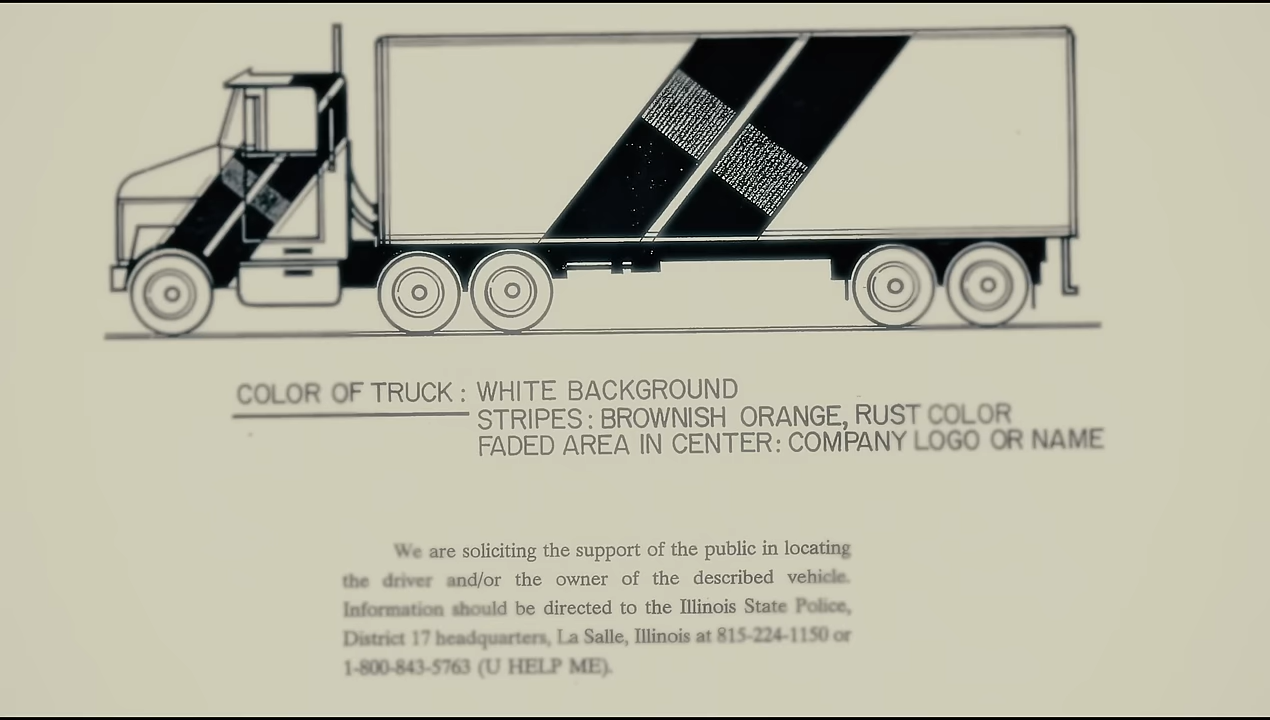 COLOR OF TRUCK: WHITE BACKGROUND
STRIPES: BROWNISH ORANGE, RUST COLOR
FADED AREA IN CENTER: COMPANY LOGO OR NAME
We are soliciting the support of the public in locating
the driver and/or the owner of the described vehicle.
Information should be directed to the Illinois State Police,
District 17 headquarters, La Salle, Illinois at 815-224-1150 or
1-800-843-5763 (U HELP ME).